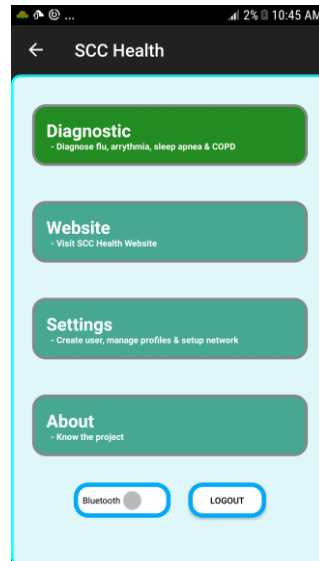 ... 2% 10:45 AM
SCC Health
Diagnostic
- Diagnose flu, arrythmia, sleep apnea & COPD
Website
- Visit SCC Health Website
Settings
- Create user, manage profiles & setup network
About
- Know the project
Bluetooth LOGOUT